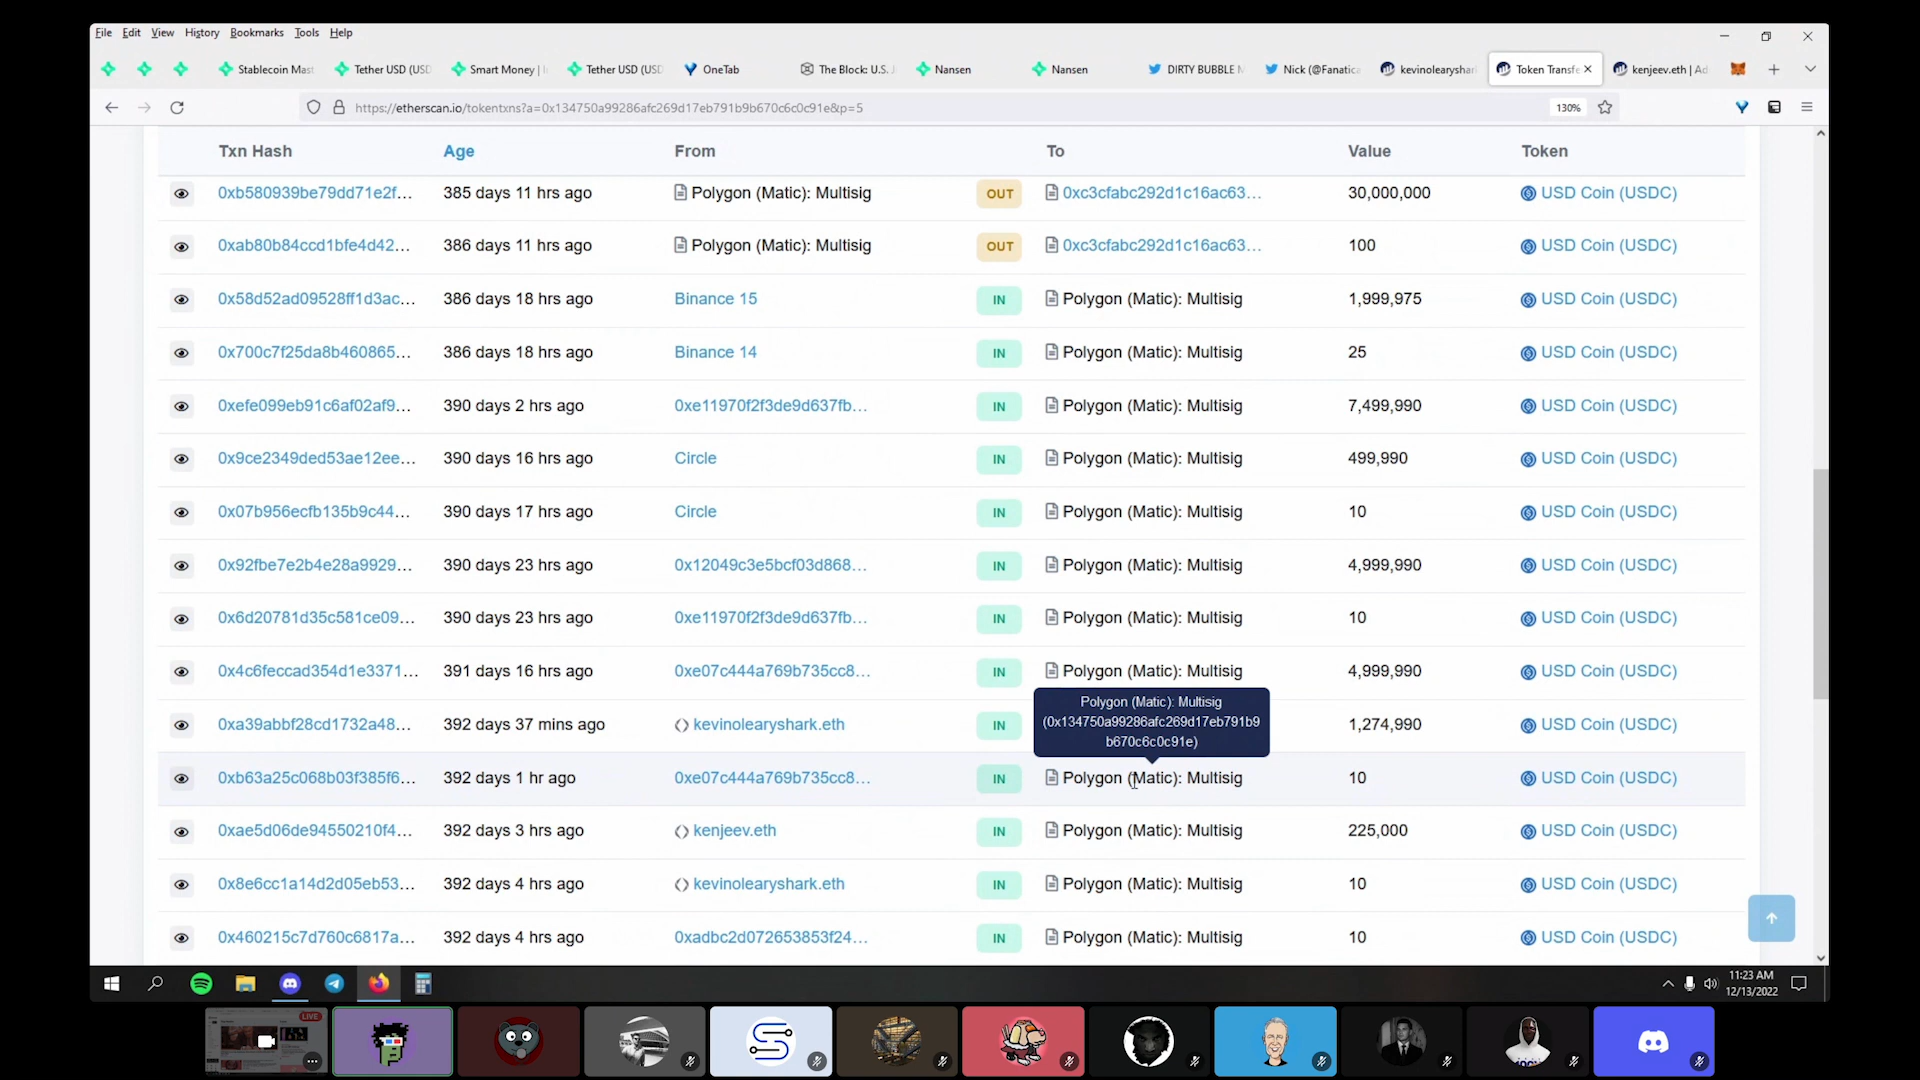 File Edit View History Bookmarks Tools Help
Stablecoin Mast Tether USD (USD Smart Money | Tether USD (USD OneTab The Block: U.S. Nansen Nansen DIRTY BUBBLE M Nick (@Fanatica kevinolearyshar Token Transfe kenjeev.eth | Ad
https://etherscan.io/tokentxns?a=0x134750a99286afc269d17eb791b9b670c6c0c91e&p=5 130%
Txn Hash Age From To Value Token
0xb580939be79dd71e2f... 385 days 11 hrs ago Polygon (Matic): Multisig OUT 0xc3cfabc292d1c16ac63... 30,000,000 USD Coin (USDC)
0xab80b84ccd1bfe4d42... 386 days 11 hrs ago Polygon (Matic): Multisig OUT 0xc3cfabc292d1c16ac63... 100 USD Coin (USDC)
0x58d52ad09528ff1d3ac... 386 days 18 hrs ago Binance 15 IN Polygon (Matic): Multisig 1,999,975 USD Coin (USDC)
0x700c7f25da8b460865... 386 days 18 hrs ago Binance 14 IN Polygon (Matic): Multisig 25 USD Coin (USDC)
0xefe099eb91c6af02af9... 390 days 2 hrs ago 0xe11970f2f3de9d637fb... IN Polygon (Matic): Multisig 7,499,990 USD Coin (USDC)
0x9ce2349ded53ae12ee... 390 days 16 hrs ago Circle IN Polygon (Matic): Multisig 499,990 USD Coin (USDC)
0x07b956ecfb135b9c44... 390 days 17 hrs ago Circle IN Polygon (Matic): Multisig 10 USD Coin (USDC)
0x92fbe7e2b4e28a9929... 390 days 23 hrs ago 0x12049c3e5bcf03d868... IN Polygon (Matic): Multisig 4,999,990 USD Coin (USDC)
0x6d20781d35c581ce09... 390 days 23 hrs ago 0xe11970f2f3de9d637fb... IN Polygon (Matic): Multisig 10 USD Coin (USDC)
0x4c6feccad354d1e3371... 391 days 16 hrs ago 0xe07c444a769b735cc8... IN Polygon (Matic): Multisig 4,999,990 USD Coin (USDC)
Polygon (Matic): Multisig
(0x134750a99286afc269d17eb791b9
b670c6c0c91e)
0xa39abbf28cd1732a48... 392 days 37 mins ago kevinolearyshark.eth IN 1,274,990 USD Coin (USDC)
0xb63a25c068b03f385f6... 392 days 1 hr ago 0xe07c444a769b735cc8... IN Polygon (Matic): Multisig 10 USD Coin (USDC)
0xae5d06de94550210f4... 392 days 3 hrs ago kenjeev.eth IN Polygon (Matic): Multisig 225,000 USD Coin (USDC)
0x8e6cc1a14d2d05eb53... 392 days 4 hrs ago kevinolearyshark.eth IN Polygon (Matic): Multisig 10 USD Coin (USDC)
0x460215c7d760c6817a... 392 days 4 hrs ago 0xadbc2d072653853f24... IN Polygon (Matic): Multisig 10 USD Coin (USDC)
11:23 AM
12/13/2022
LIVE